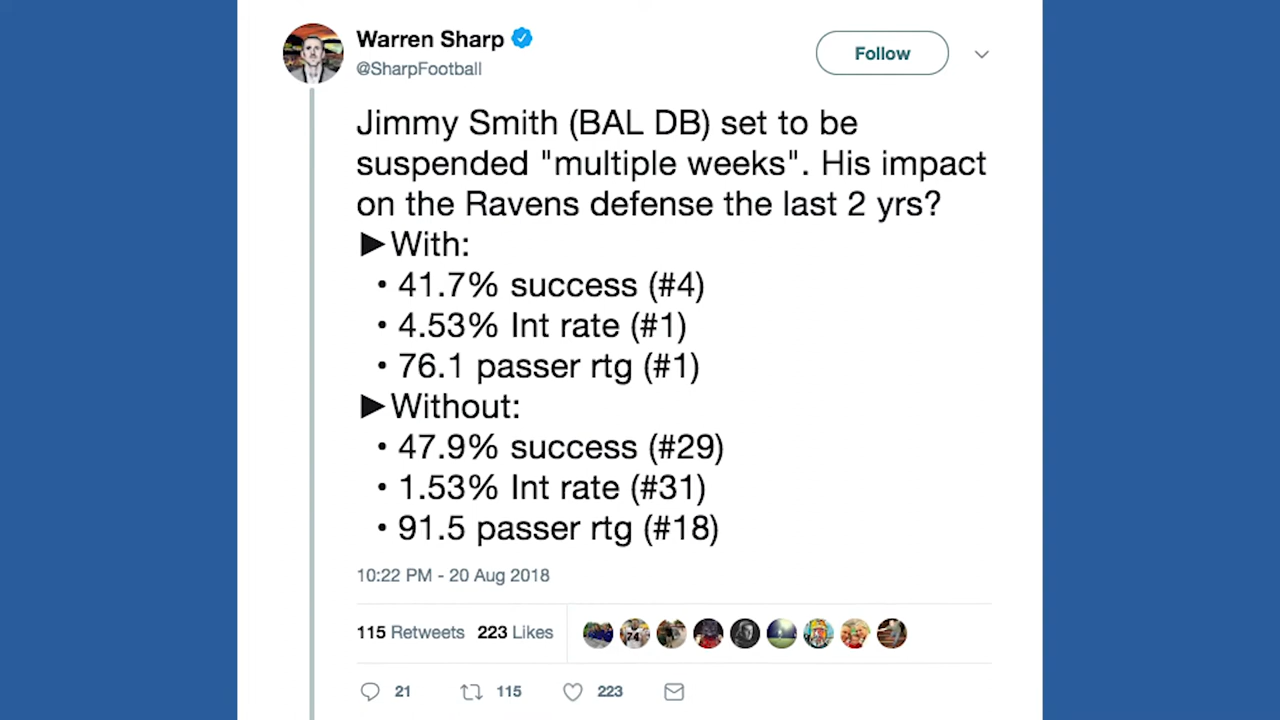 Warren Sharp
@SharpFootball
Follow
Jimmy Smith (BAL DB) set to be
suspended "multiple weeks". His impact
on the Ravens defense the last 2 yrs?
►With:
• 41.7% success (#4)
• 4.53% Int rate (#1)
• 76.1 passer rtg (#1)
►Without:
• 47.9% success (#29)
• 1.53% Int rate (#31)
• 91.5 passer rtg (#18)
10:22 PM - 20 Aug 2018
115 Retweets 223 Likes
21 115 223